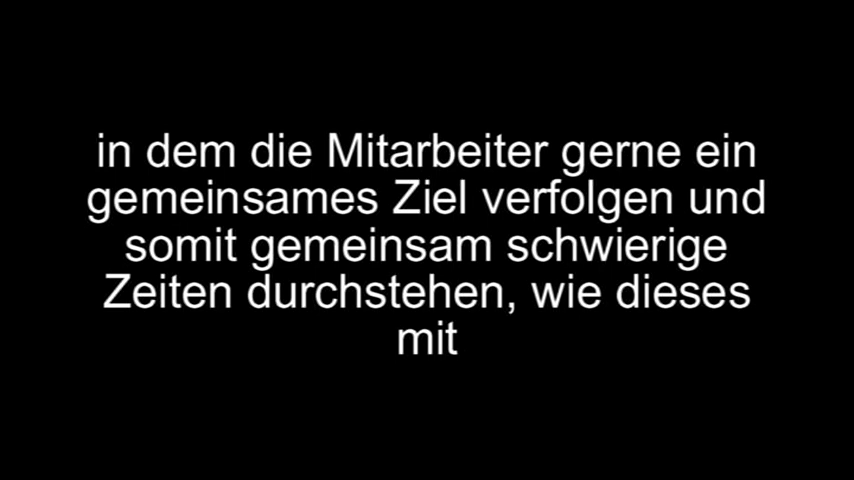 in dem die Mitarbeiter gerne ein
gemeinsames Ziel verfolgen und
somit gemeinsam schwierige
Zeiten durchstehen, wie dieses
mit